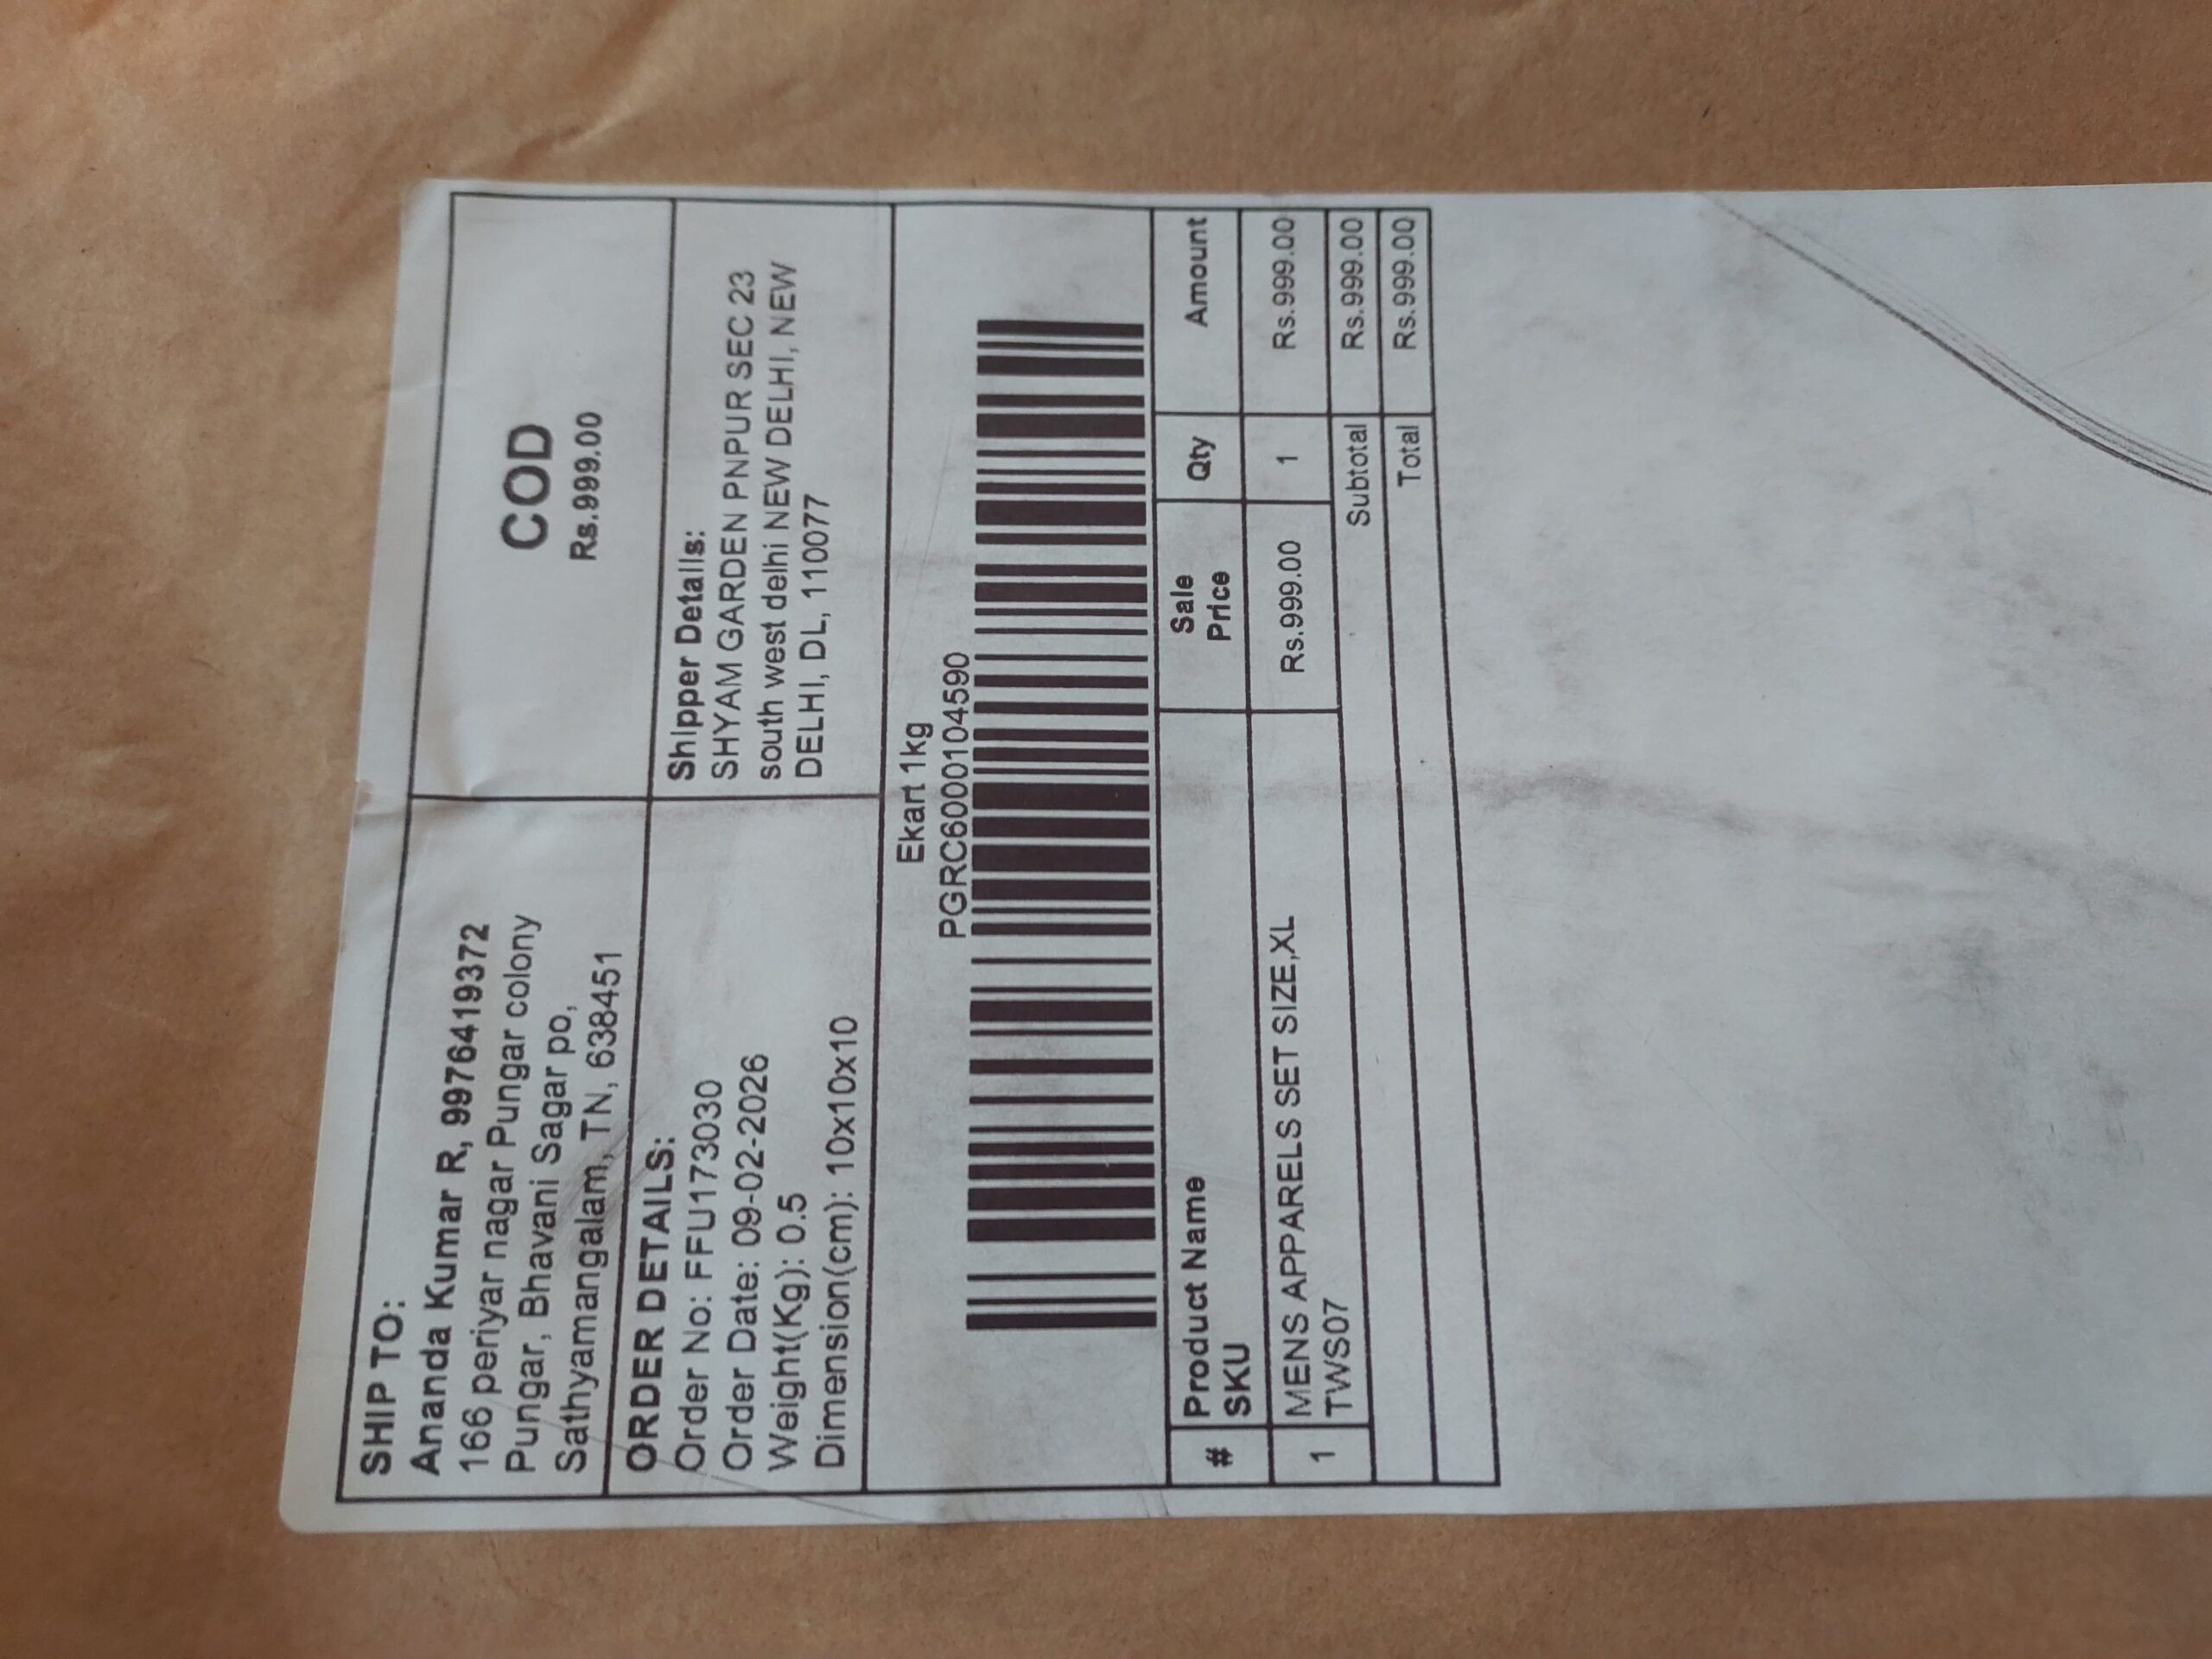 SHIP TO:
Ananda Kumar R, 9976419372
166 periyar nagar Pungar colony
Pungar, Bhavani Sagar po,
Sathyamangalam, TN, 638451
COD
Rs.999.00
ORDER DETAILS:
Order No: FFU173030
Order Date: 09-02-2026
Weight(Kg): 0.5
Dimension(cm): 10x10x10
Shipper Details:
SHYAM GARDEN PNPUR SEC 23
south west delhi NEW DELHI, NEW
DELHI, DL, 110077
Ekart 1kg
PGRC6000104590
# Product Name SKU Sale Price Qty Amount
1 MENS APPARELS SET SIZE,XL Rs.999.00 1 Rs.999.00
TWS07
Subtotal Rs.999.00
Total Rs.999.00